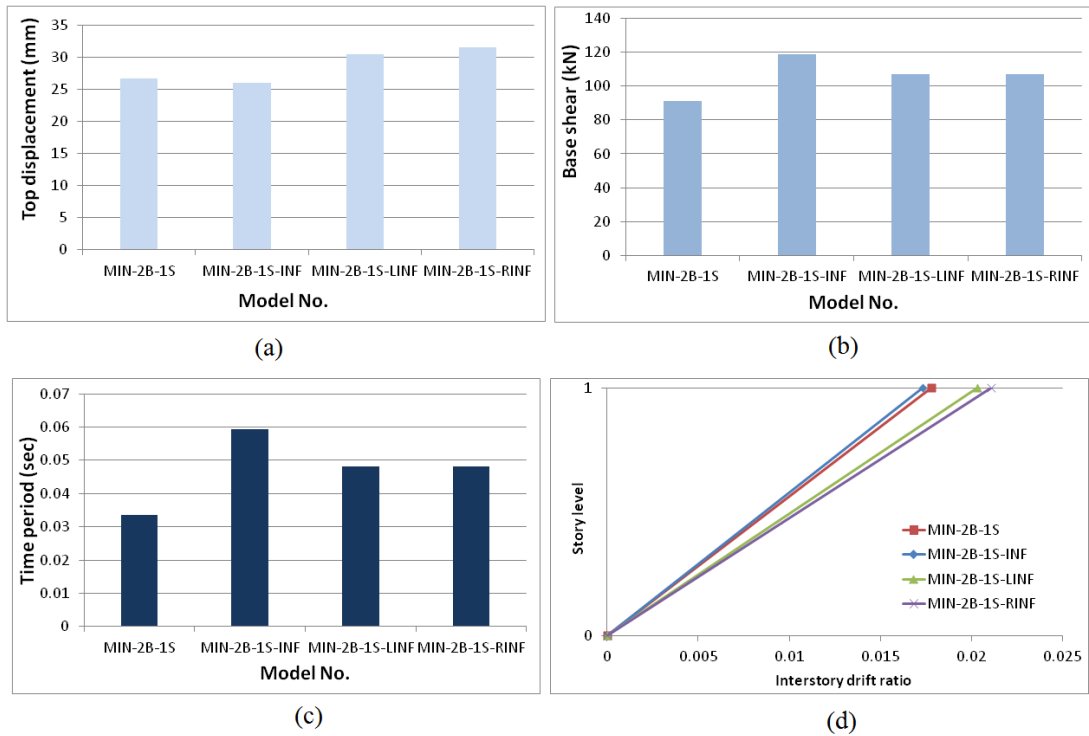 Top displacement (mm)
35
30
25
20
15
10
5
0
MIN-2B-1S MIN-2B-1S-INF MIN-2B-1S-LINF MIN-2B-1S-RINF
Model No.
(a)
Base shear (kN)
140
120
100
80
60
40
20
0
MIN-2B-1S MIN-2B-1S-INF MIN-2B-1S-LINF MIN-2B-1S-RINF
Model No.
(b)
Time period (sec)
0.07
0.06
0.05
0.04
0.03
0.02
0.01
0
MIN-2B-1S MIN-2B-1S-INF MIN-2B-1S-LINF MIN-2B-1S-RINF
Model No.
(c)
Story level
1
0
MIN-2B-1S
MIN-2B-1S-INF
MIN-2B-1S-LINF
MIN-2B-1S-RINF
0 0.005 0.01 0.015 0.02 0.025
Interstory drift ratio
(d)